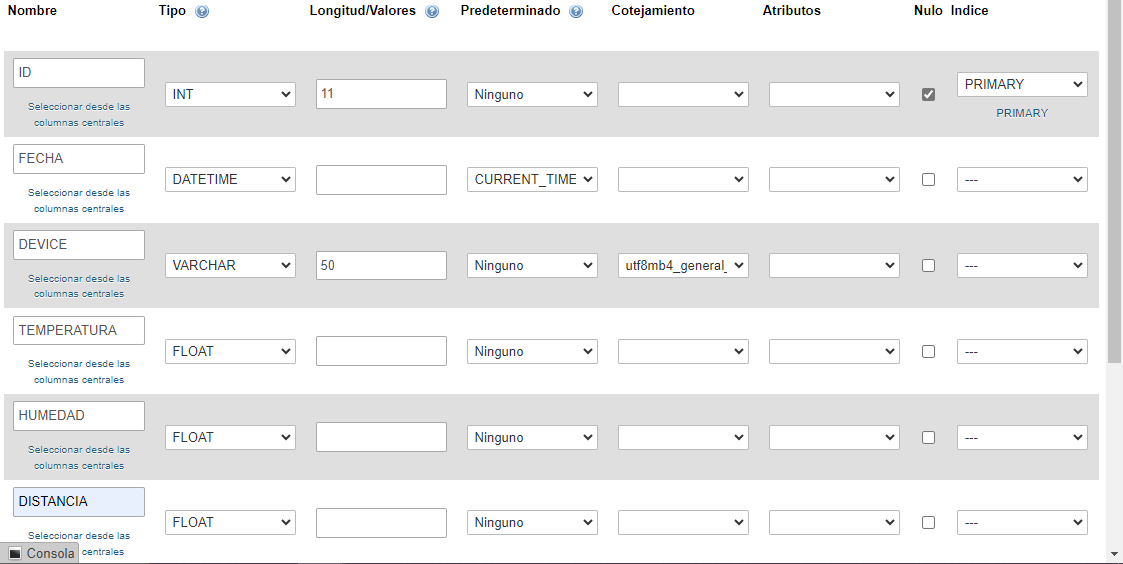 Nombre Tipo Longitud/Valores Predeterminado Cotejamiento Atributos Nulo Indice
ID INT 11 Ninguno PRIMARY
Seleccionar desde las
columnas centrales
PRIMARY
FECHA DATETIME CURRENT_TIME ---
Seleccionar desde las
columnas centrales
DEVICE VARCHAR 50 Ninguno utf8mb4_general_ ---
Seleccionar desde las
columnas centrales
TEMPERATURA FLOAT Ninguno ---
Seleccionar desde las
columnas centrales
HUMEDAD FLOAT Ninguno ---
Seleccionar desde las
columnas centrales
DISTANCIA FLOAT Ninguno ---
Seleccionar desde las
Consola centrales